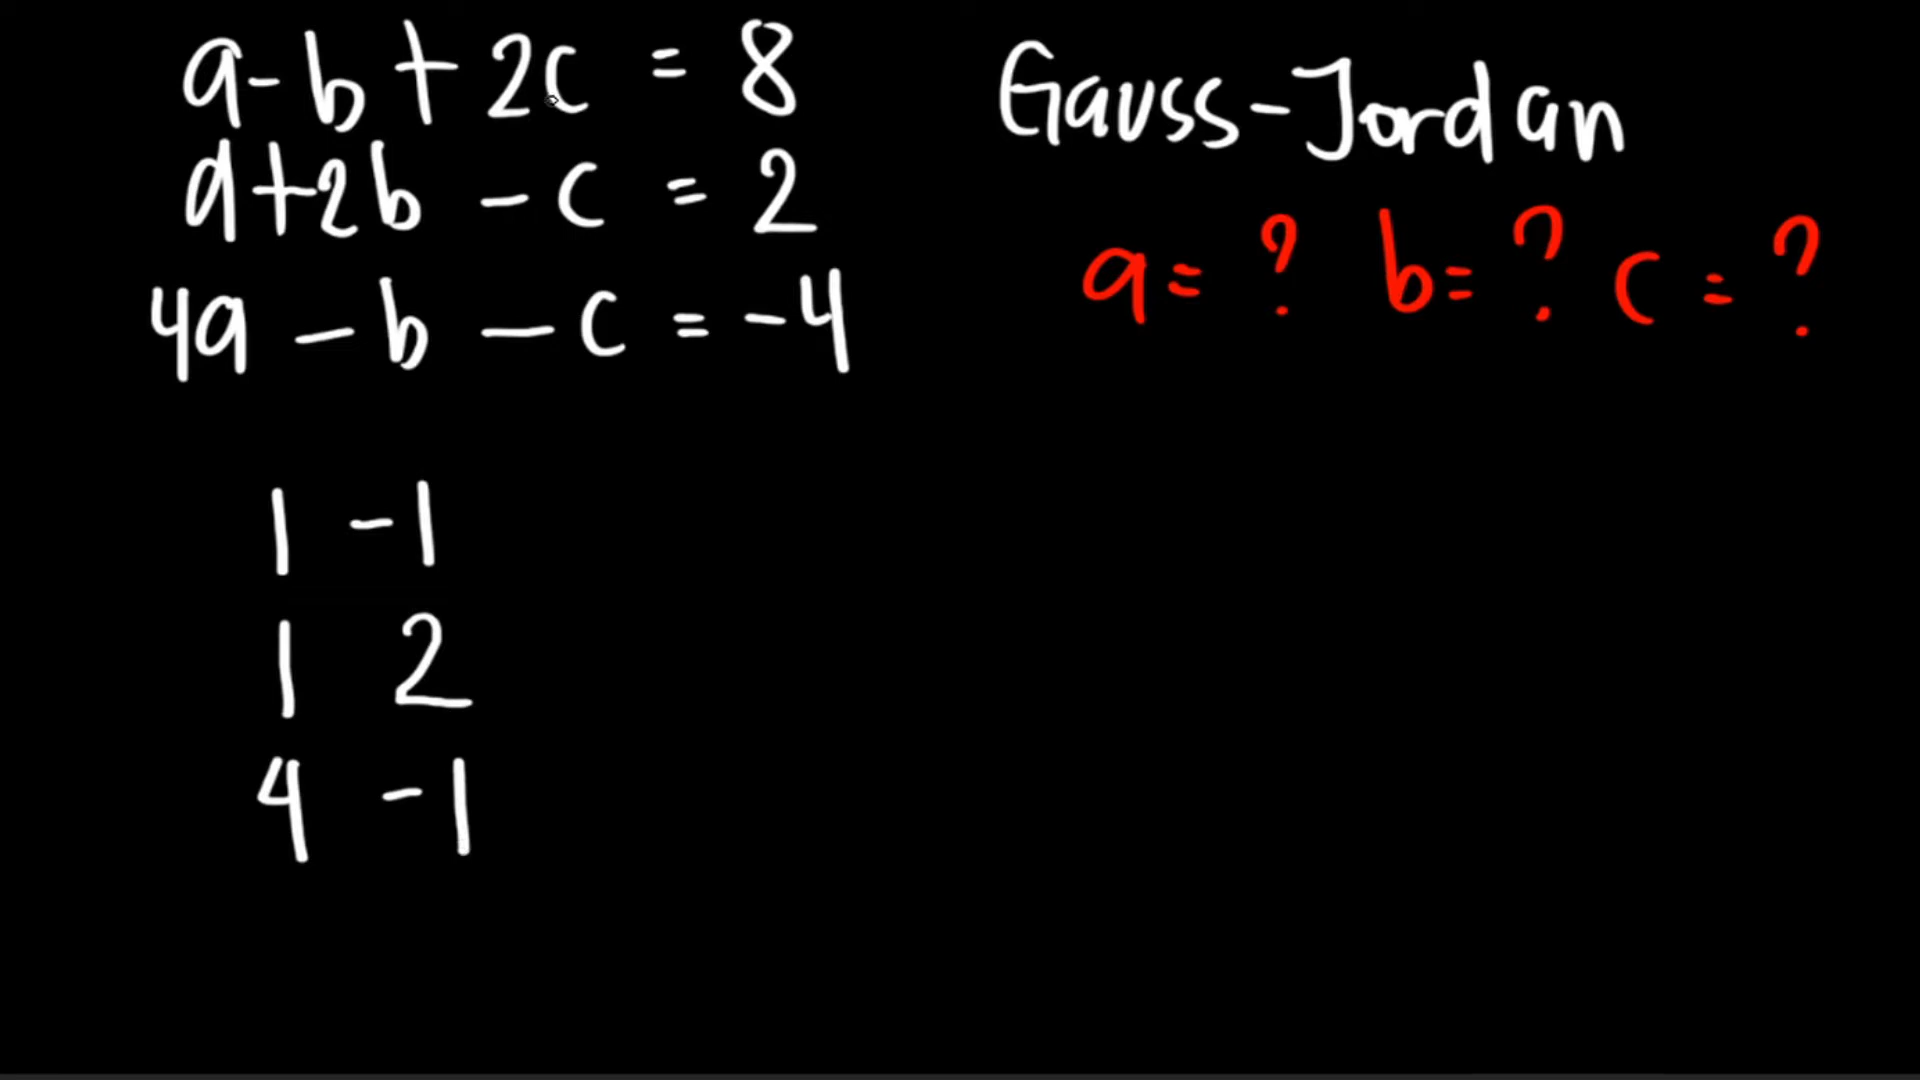 a - b + 2c = 8
a + 2b - c = 2
4a - b - c = -4
Gauss-Jordan
a = ? b = ? c = ?
1 -1
1 2
4 -1